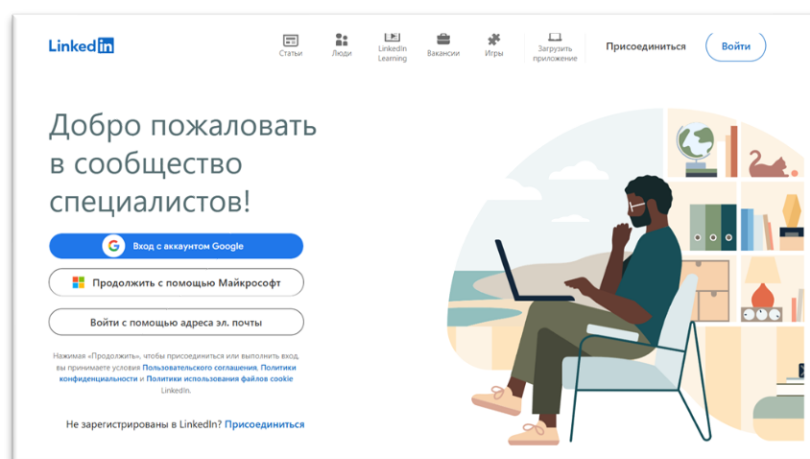 Linked in
Статьи
Люди
LinkedIn
Learning
Вакансии
Игры
Загрузить
приложение
Присоединиться
Войти
Добро пожаловать
в сообщество
специалистов!
Вход с аккаунтом Google
Продолжить с помощью Майкрософт
Войти с помощью адреса эл. почты
Нажимая «Продолжить», чтобы присоединиться или выполнить вход,
вы принимаете условия Пользовательского соглашения, Политики
конфиденциальности и Политики использования файлов cookie
LinkedIn.
Не зарегистрированы в LinkedIn? Присоединиться